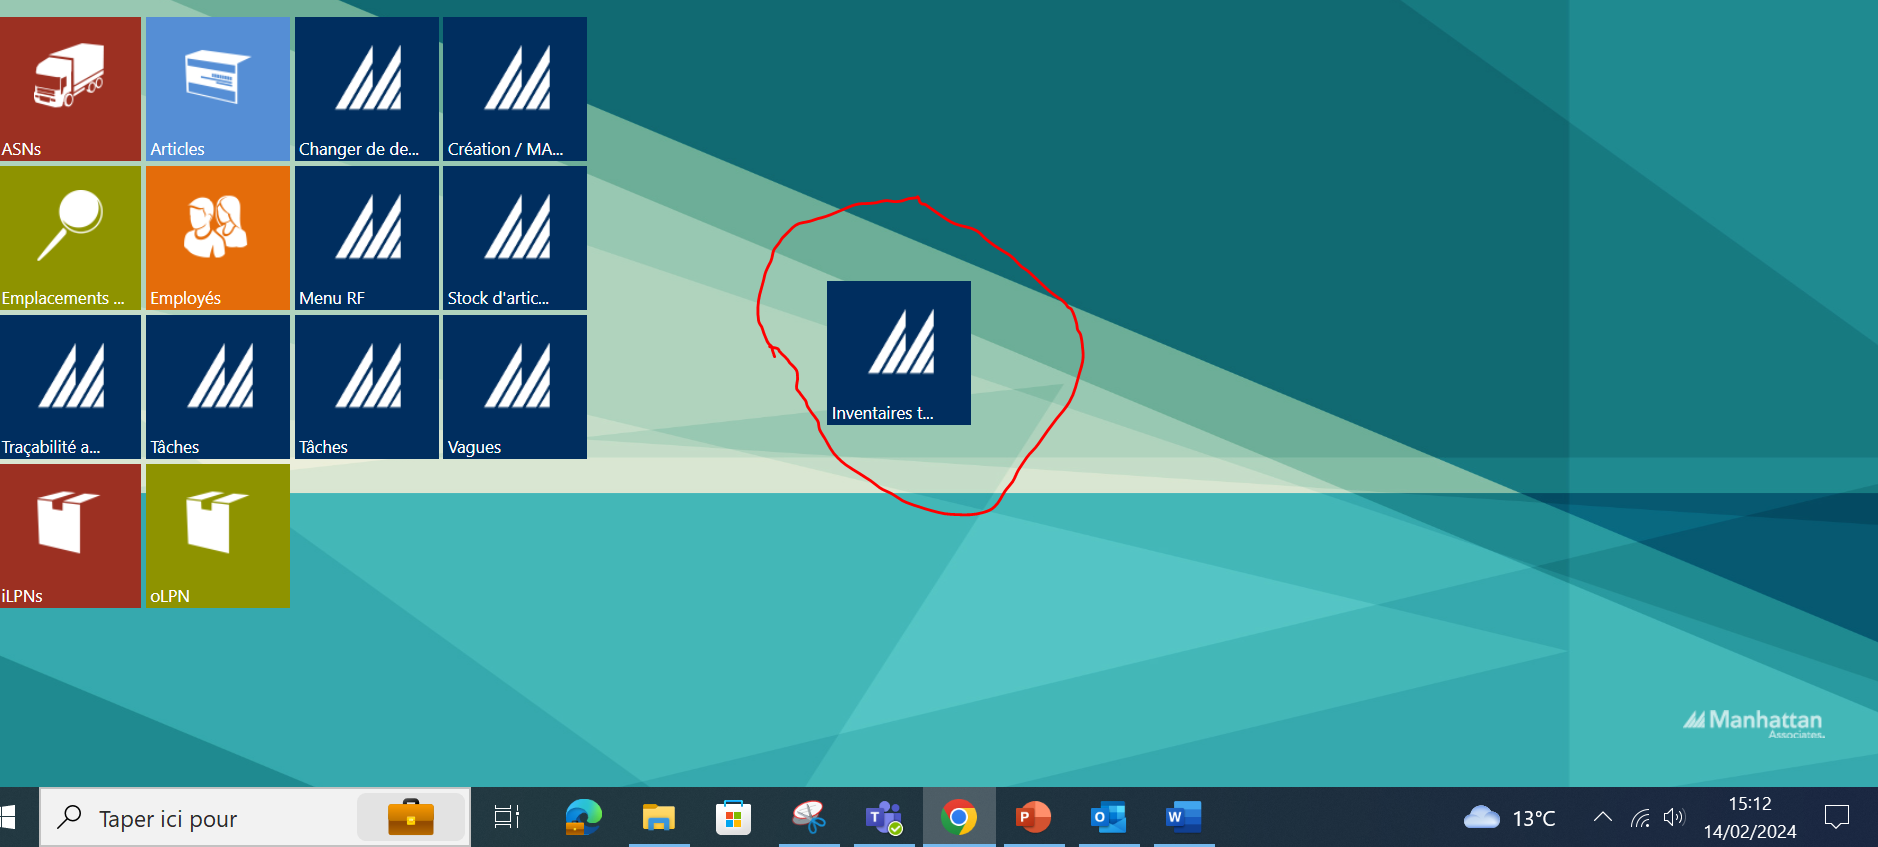 ASNs
Articles
Changer de de...
Création / MA...
Emplacements ...
Employés
Menu RF
Stock d'artic...
Inventaires t...
Traçabilité a...
Tâches
Tâches
Vagues
iLPNs
oLPN
Manhattan
Associates.
Taper ici pour
13°C
15:12
14/02/2024